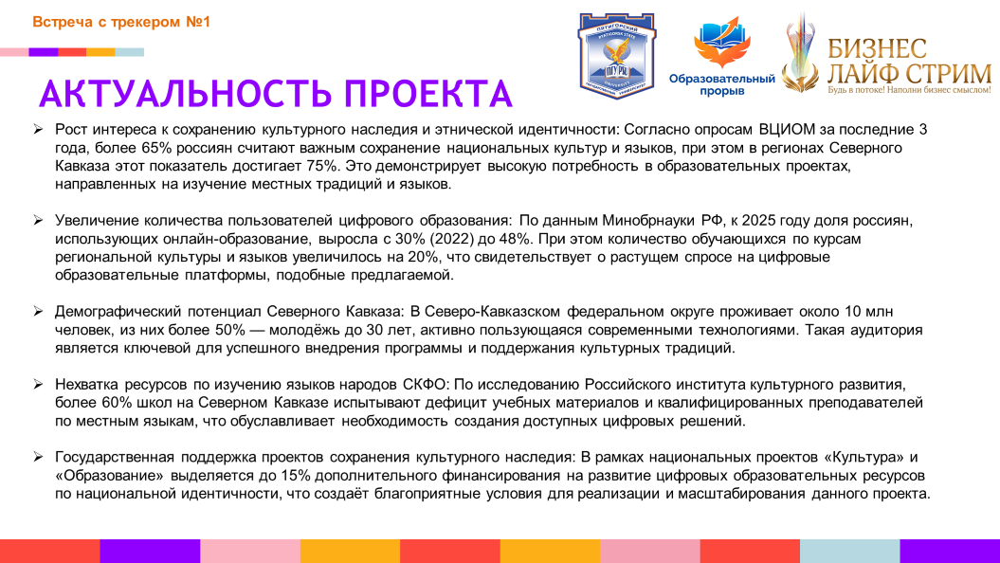 Встреча с трекером №1
ПЯТИГОРСКИЙ
PYATIGORSK STATE
ПГУ РИ
UNIVERSITY
ГОСУДАРСТВЕННЫЙ УНИВЕРСИТЕТ
Образовательный
прорыв
БИЗНЕС
ЛАЙФ СТРИМ
Будь в потоке! Наполни бизнес смыслом!
АКТУАЛЬНОСТЬ ПРОЕКТА
➢ Рост интереса к сохранению культурного наследия и этнической идентичности: Согласно опросам ВЦИОМ за последние 3
года, более 65% россиян считают важным сохранение национальных культур и языков, при этом в регионах Северного
Кавказа этот показатель достигает 75%. Это демонстрирует высокую потребность в образовательных проектах,
направленных на изучение местных традиций и языков.
➢ Увеличение количества пользователей цифрового образования: По данным Минобрнауки РФ, к 2025 году доля россиян,
использующих онлайн-образование, выросла с 30% (2022) до 48%. При этом количество обучающихся по курсам
региональной культуры и языков увеличилось на 20%, что свидетельствует о растущем спросе на цифровые
образовательные платформы, подобные предлагаемой.
➢ Демографический потенциал Северного Кавказа: В Северо-Кавказском федеральном округе проживает около 10 млн
человек, из них более 50% — молодёжь до 30 лет, активно пользующаяся современными технологиями. Такая аудитория
является ключевой для успешного внедрения программы и поддержания культурных традиций.
➢ Нехватка ресурсов по изучению языков народов СКФО: По исследованию Российского института культурного развития,
более 60% школ на Северном Кавказе испытывают дефицит учебных материалов и квалифицированных преподавателей
по местным языкам, что обуславливает необходимость создания доступных цифровых решений.
➢ Государственная поддержка проектов сохранения культурного наследия: В рамках национальных проектов «Культура» и
«Образование» выделяется до 15% дополнительного финансирования на развитие цифровых образовательных ресурсов
по национальной идентичности, что создаёт благоприятные условия для реализации и масштабирования данного проекта.